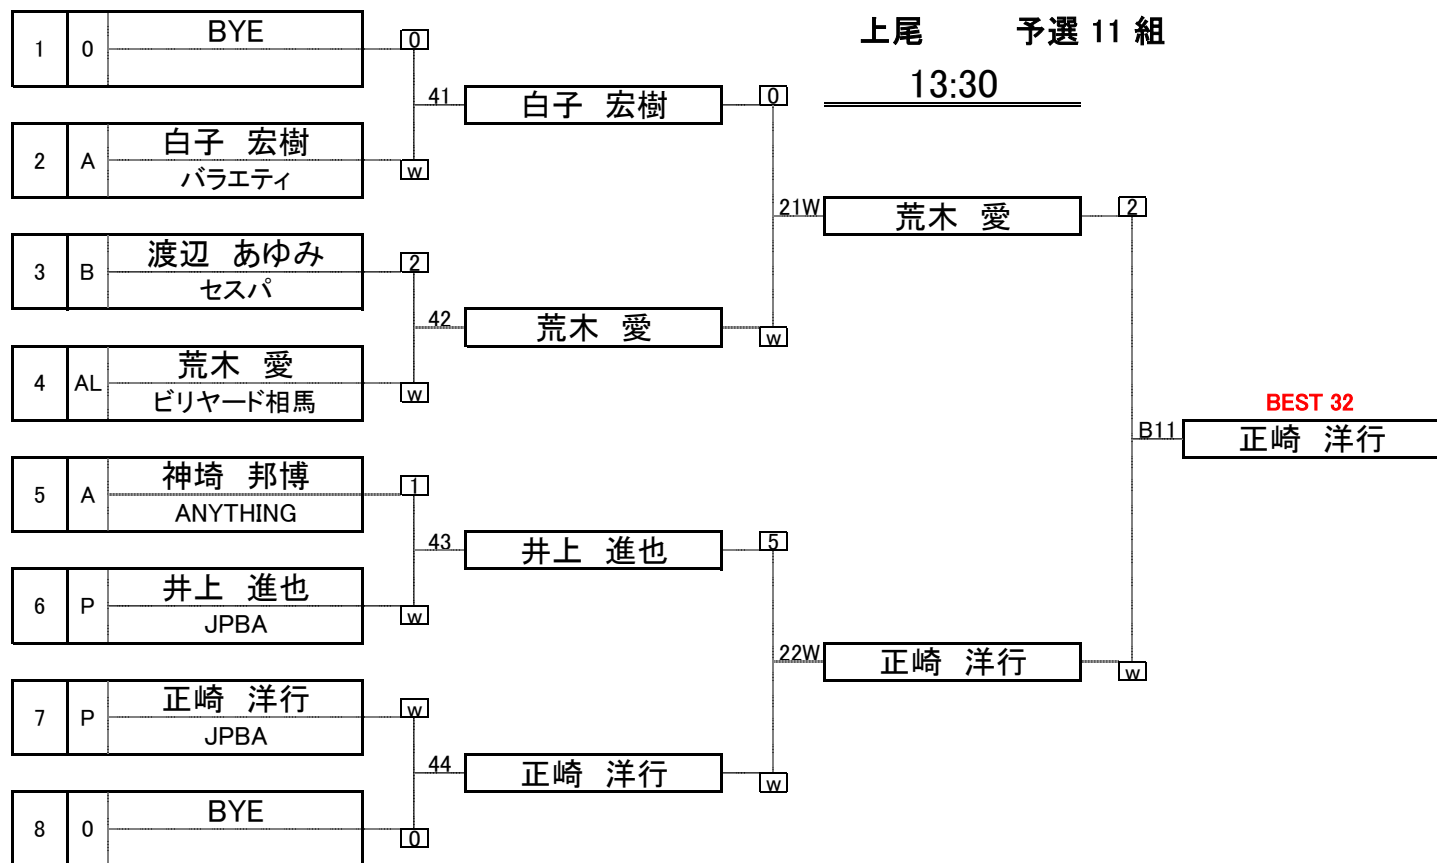 上尾 予選 11 組
13:30
1 0 BYE 0
41 白子 宏樹 0
2 A 白子 宏樹 w
バラエティ
21W 荒木 愛 2
3 B 渡辺 あゆみ 2
セスパ
42 荒木 愛 w
4 AL 荒木 愛 w
ビリヤード相馬
BEST 32
B11 正崎 洋行
5 A 神埼 邦博 1
ANYTHING
43 井上 進也 5
6 P 井上 進也 w
JPBA
22W 正崎 洋行 w
7 P 正崎 洋行 w
JPBA
44 正崎 洋行 w
8 0 BYE 0